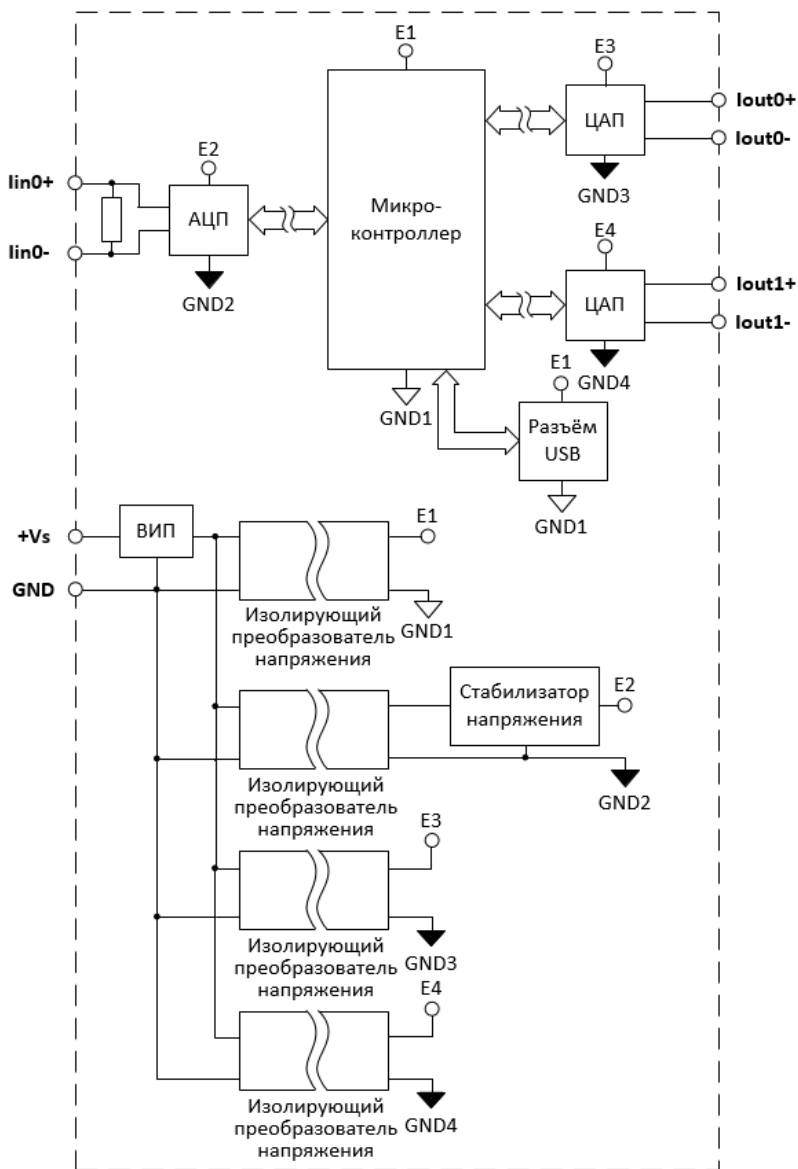 E1
E3
Iout0+
ЦАП
Iout0-
GND3
E2
Iin0+
АЦП
Iin0-
GND2
Микро-
контроллер
E4
Iout1+
ЦАП
Iout1-
GND4
E1
GND1
Разъём
USB
GND1
+Vs
ВИП
E1
GND
GND1
Изолирующий
преобразователь
напряжения
Стабилизатор
напряжения
E2
GND2
Изолирующий
преобразователь
напряжения
E3
GND3
Изолирующий
преобразователь
напряжения
E4
GND4
Изолирующий
преобразователь
напряжения